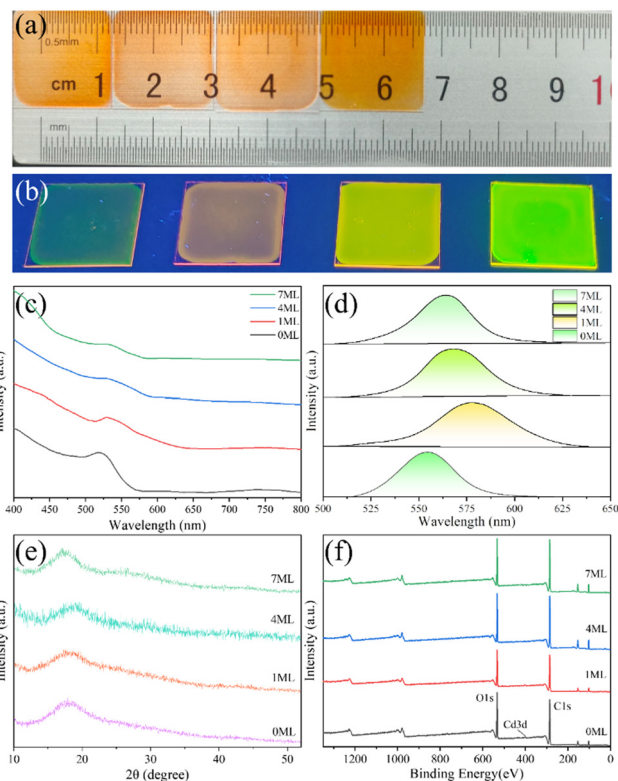 (a)
0.5mm
cm 1 2 3 4 5 6 7 8 9 1
mm
(b)
(c)
7ML
4ML
1ML
0ML
Intensity (a.u.)
400 450 500 550 600 650 700 750 800
Wavelength (nm)
(d)
7ML
4ML
1ML
0ML
Intensity (a.u.)
500 525 550 575 600 625 650
Wavelength (nm)
(e)
7ML
4ML
1ML
0ML
Intensity (a.u.)
10 20 30 40 50
2θ (degree)
(f)
7ML
4ML
1ML
O1s
C1s
Cd3d
0ML
Intensity (a.u.)
1200 1000 800 600 400 200 0
Binding Energy(eV)